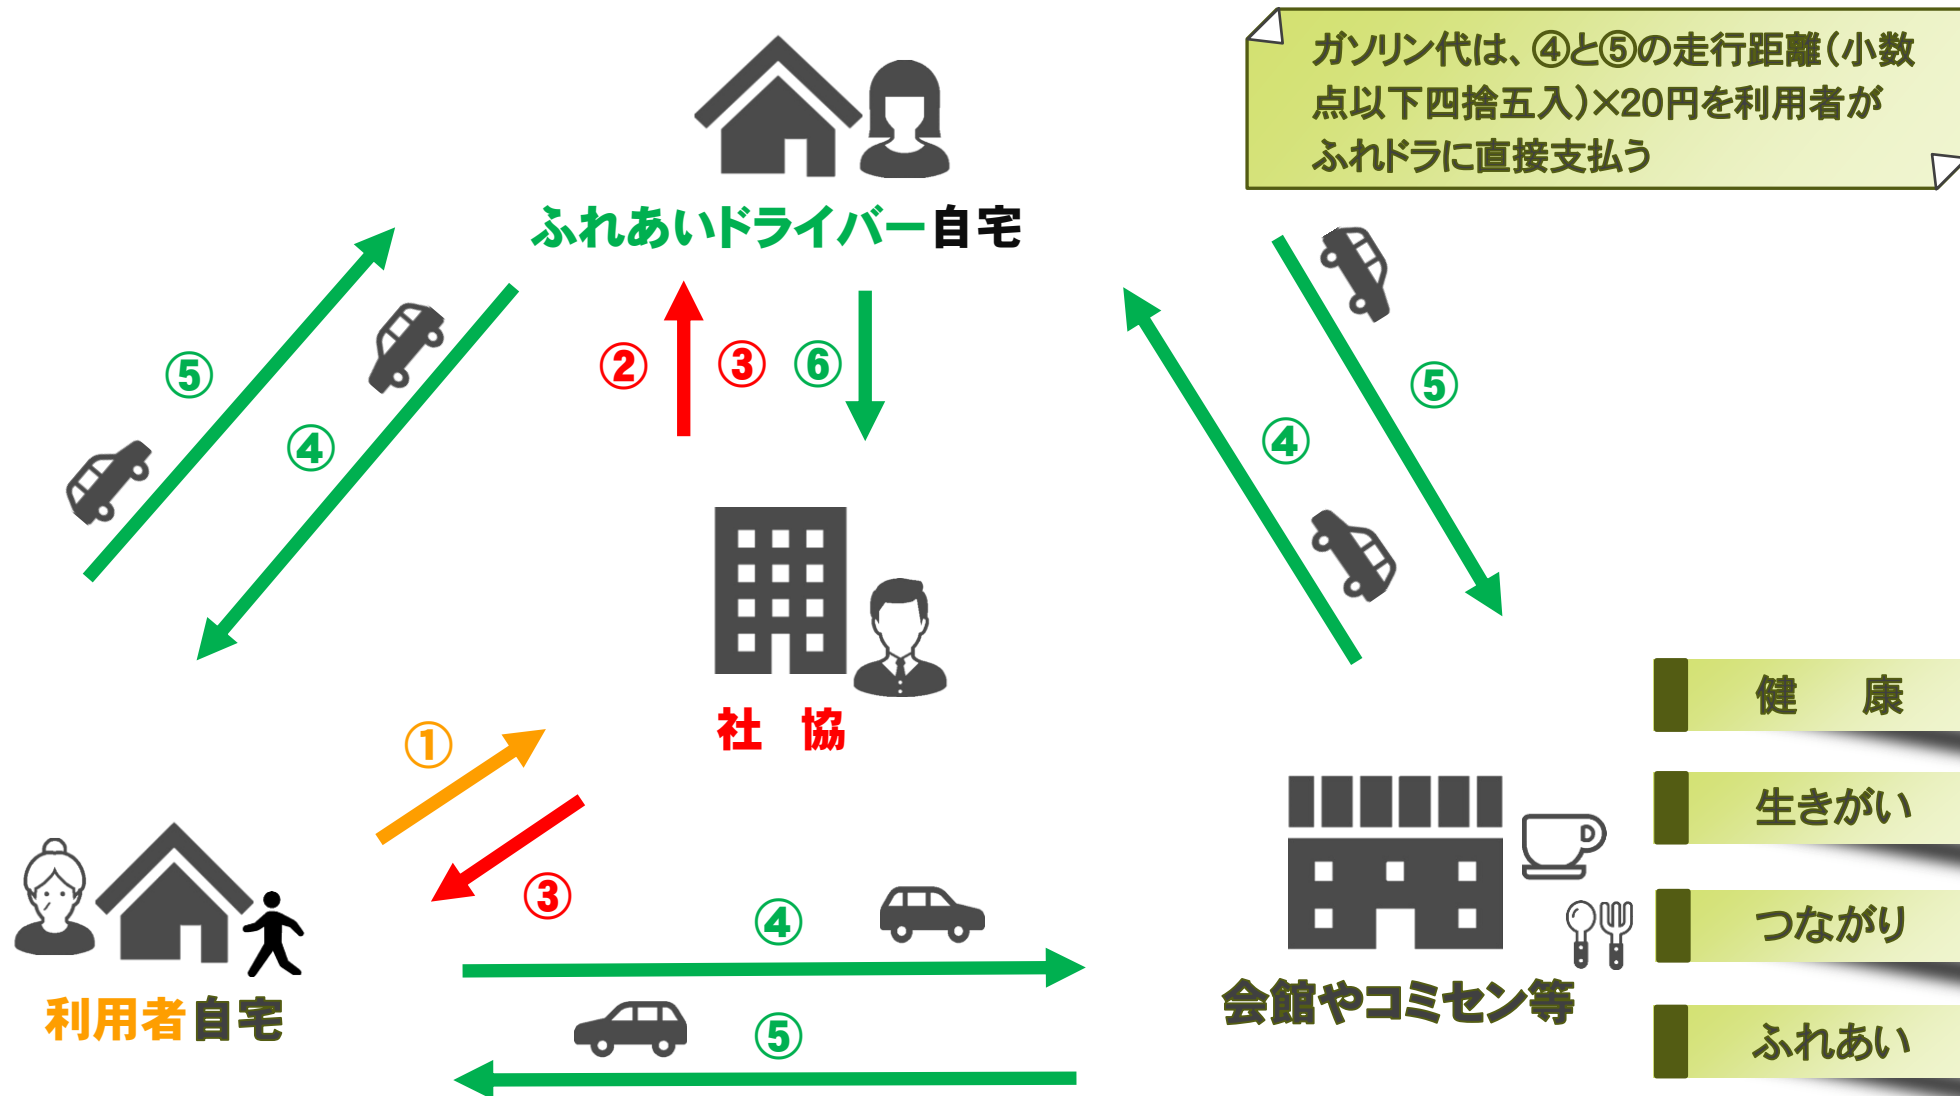 ガソリン代は、④と⑤の走行距離（小数
点以下四捨五入）×20円を利用者が
ふれドラに直接支払う
ふれあいドライバー自宅
⑤
④
②
③
⑥
④
⑤
社　協
①
③
④
⑤
利用者自宅
会館やコミセン等
健　康
生きがい
つながり
ふれあい